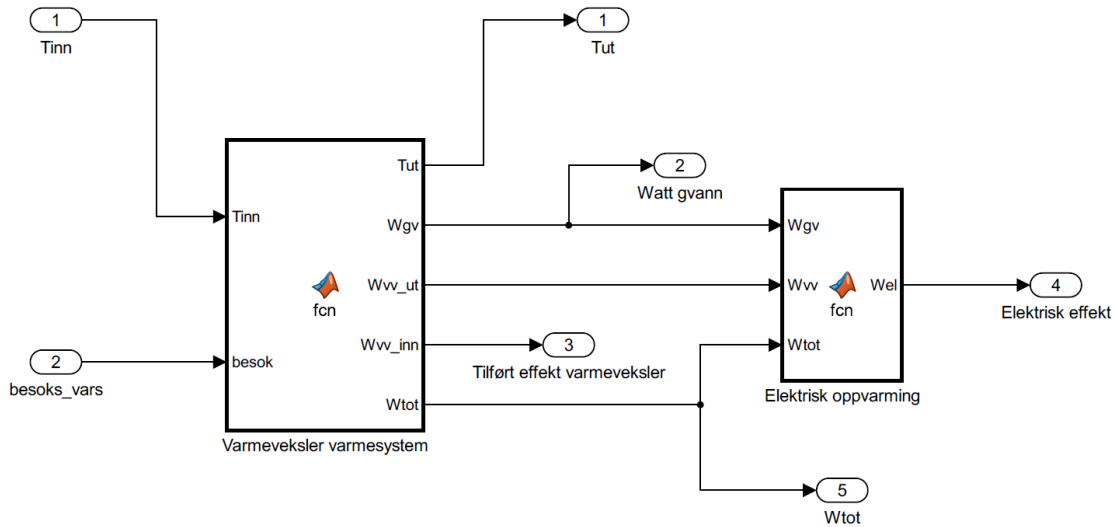 1
Tinn
1
Tut
Tut
2
Watt gvann
Tinn
Wgv
Wgv
Wvv_ut
Wvv
Wel
4
fcn
fcn
Elektrisk effekt
Wvv_inn
3
Wtot
2
besok
Tilført effekt varmeveksler
besoks_vars
Wtot
Elektrisk oppvarming
Varmeveksler varmesystem
5
Wtot